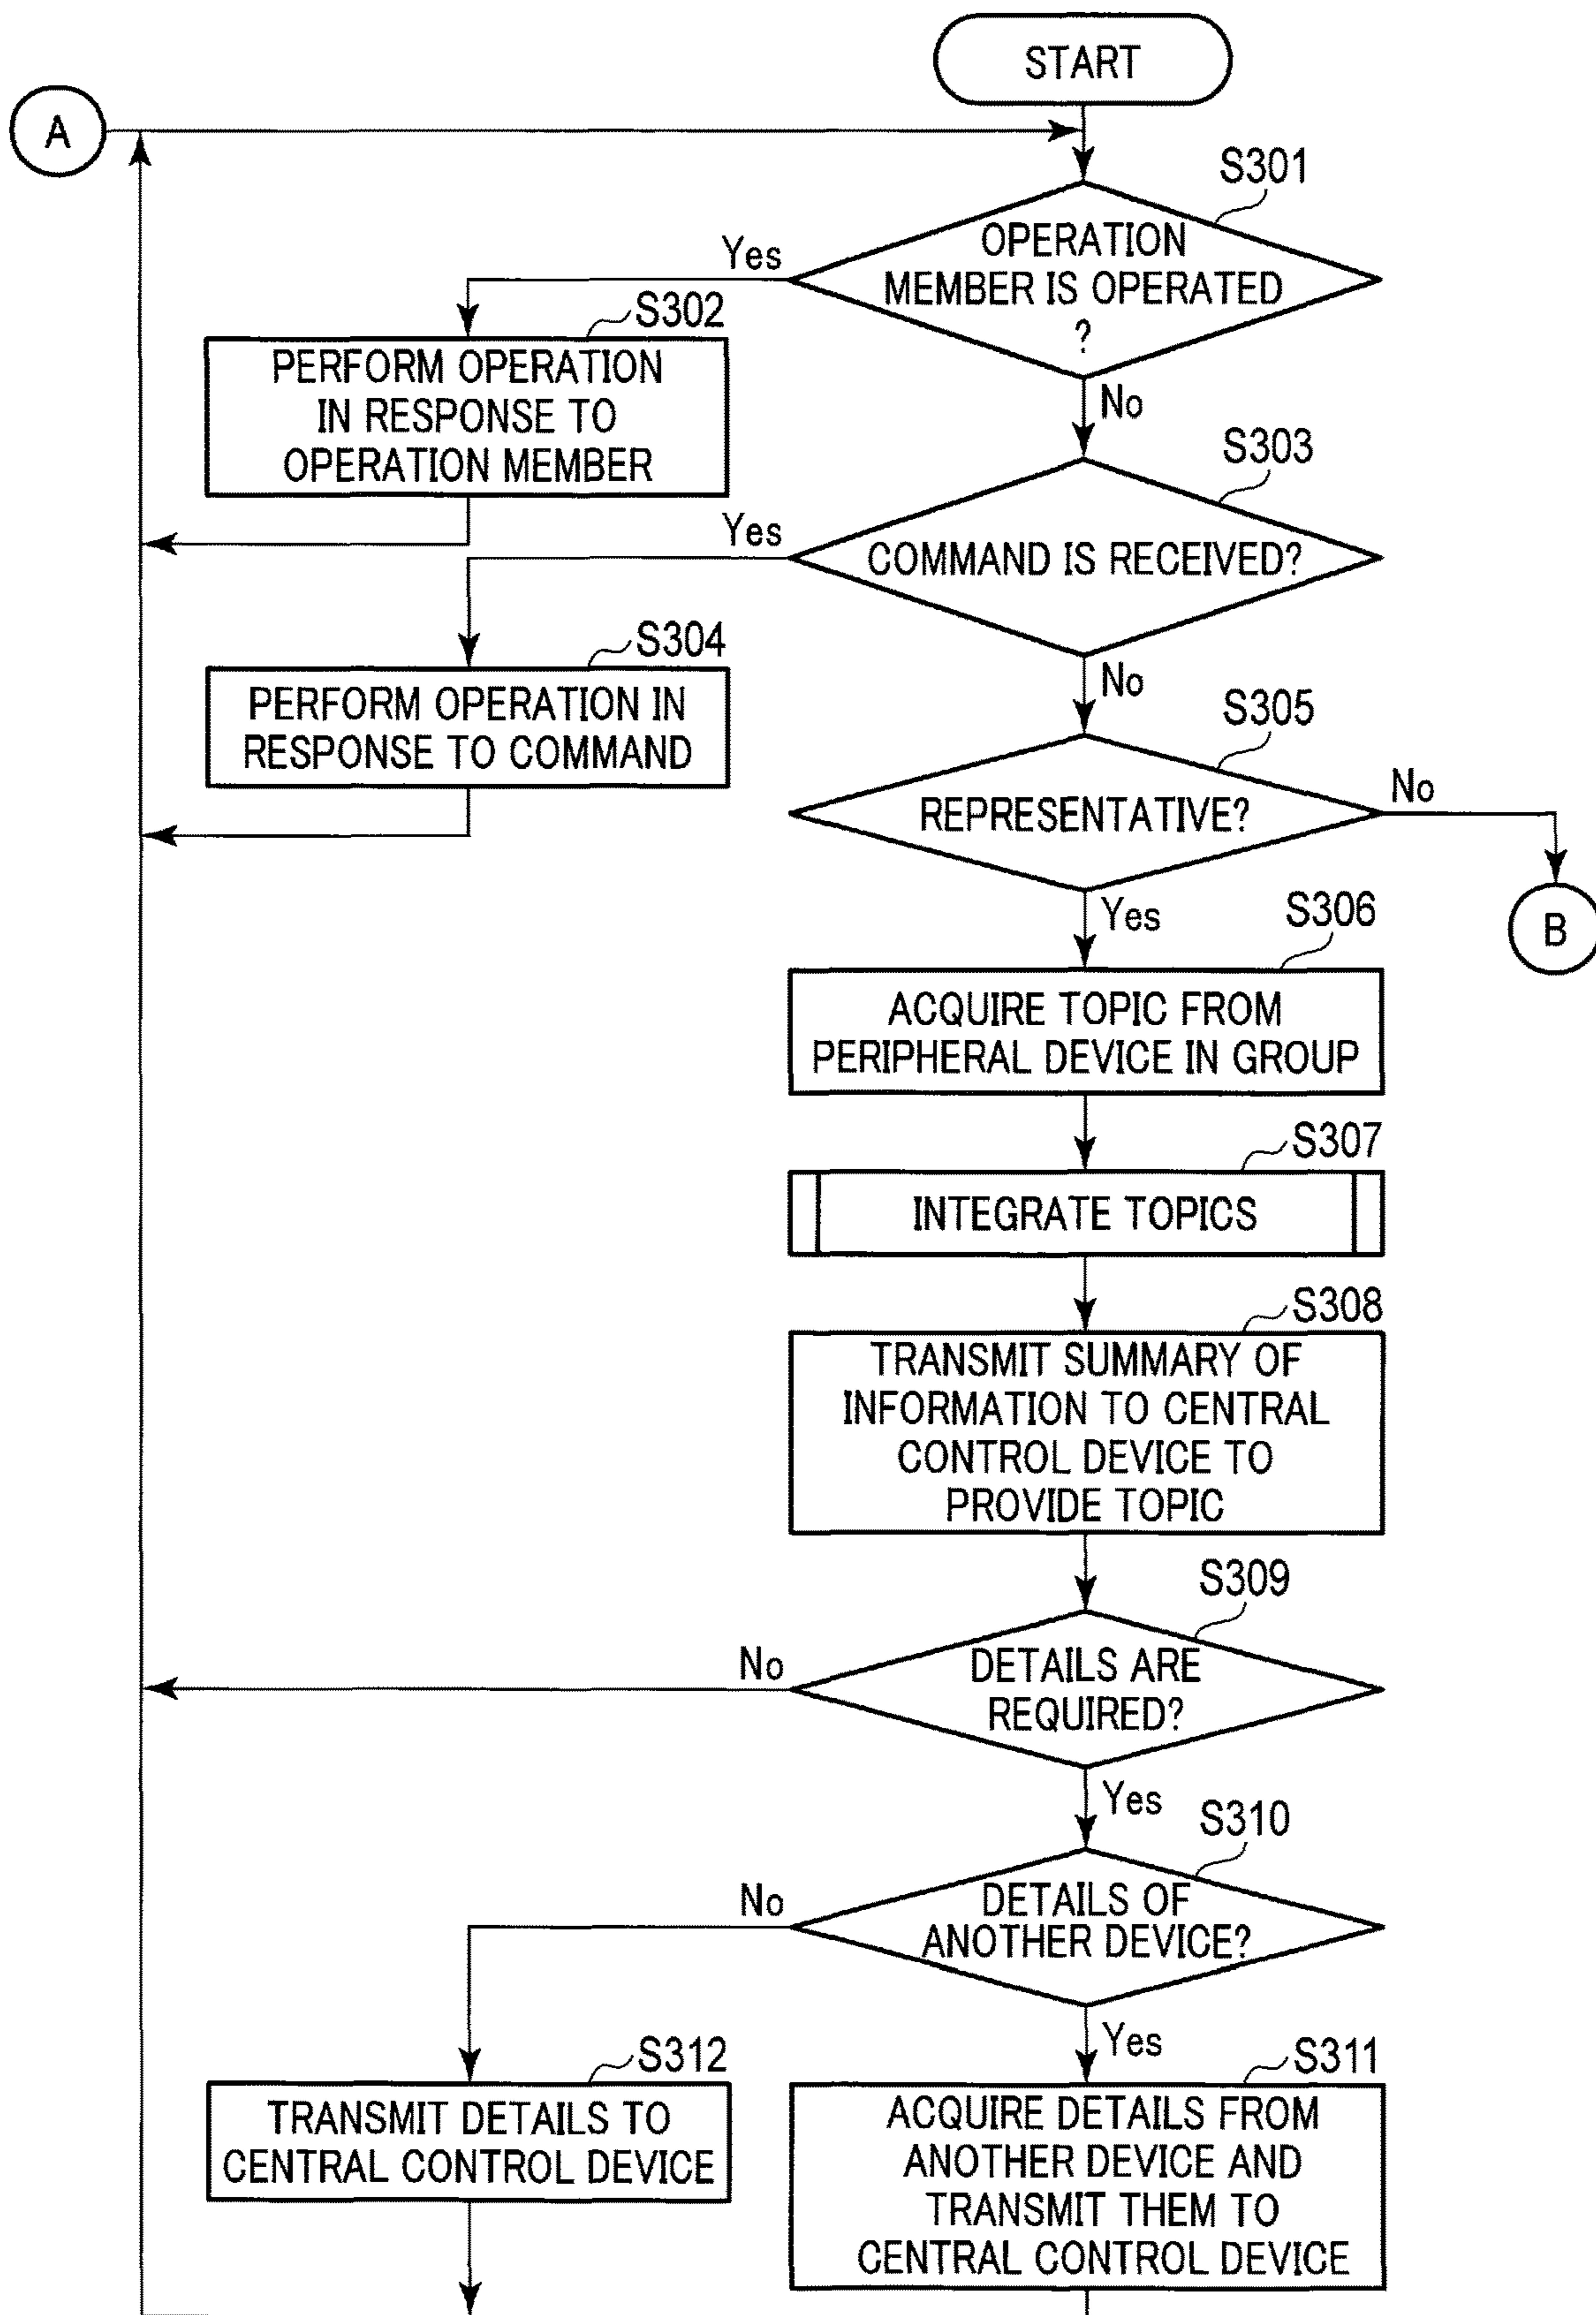 START
A
S301
OPERATION
MEMBER IS OPERATED
?
Yes
No
S302
PERFORM OPERATION
IN RESPONSE TO
OPERATION MEMBER
S303
COMMAND IS RECEIVED?
Yes
No
S304
PERFORM OPERATION IN
RESPONSE TO COMMAND
S305
REPRESENTATIVE?
No
B
Yes
S306
ACQUIRE TOPIC FROM
PERIPHERAL DEVICE IN GROUP
S307
INTEGRATE TOPICS
S308
TRANSMIT SUMMARY OF
INFORMATION TO CENTRAL
CONTROL DEVICE TO
PROVIDE TOPIC
S309
DETAILS ARE
REQUIRED?
No
Yes
S310
DETAILS OF
ANOTHER DEVICE?
No
Yes
S312
TRANSMIT DETAILS TO
CENTRAL CONTROL DEVICE
S311
ACQUIRE DETAILS FROM
ANOTHER DEVICE AND
TRANSMIT THEM TO
CENTRAL CONTROL DEVICE